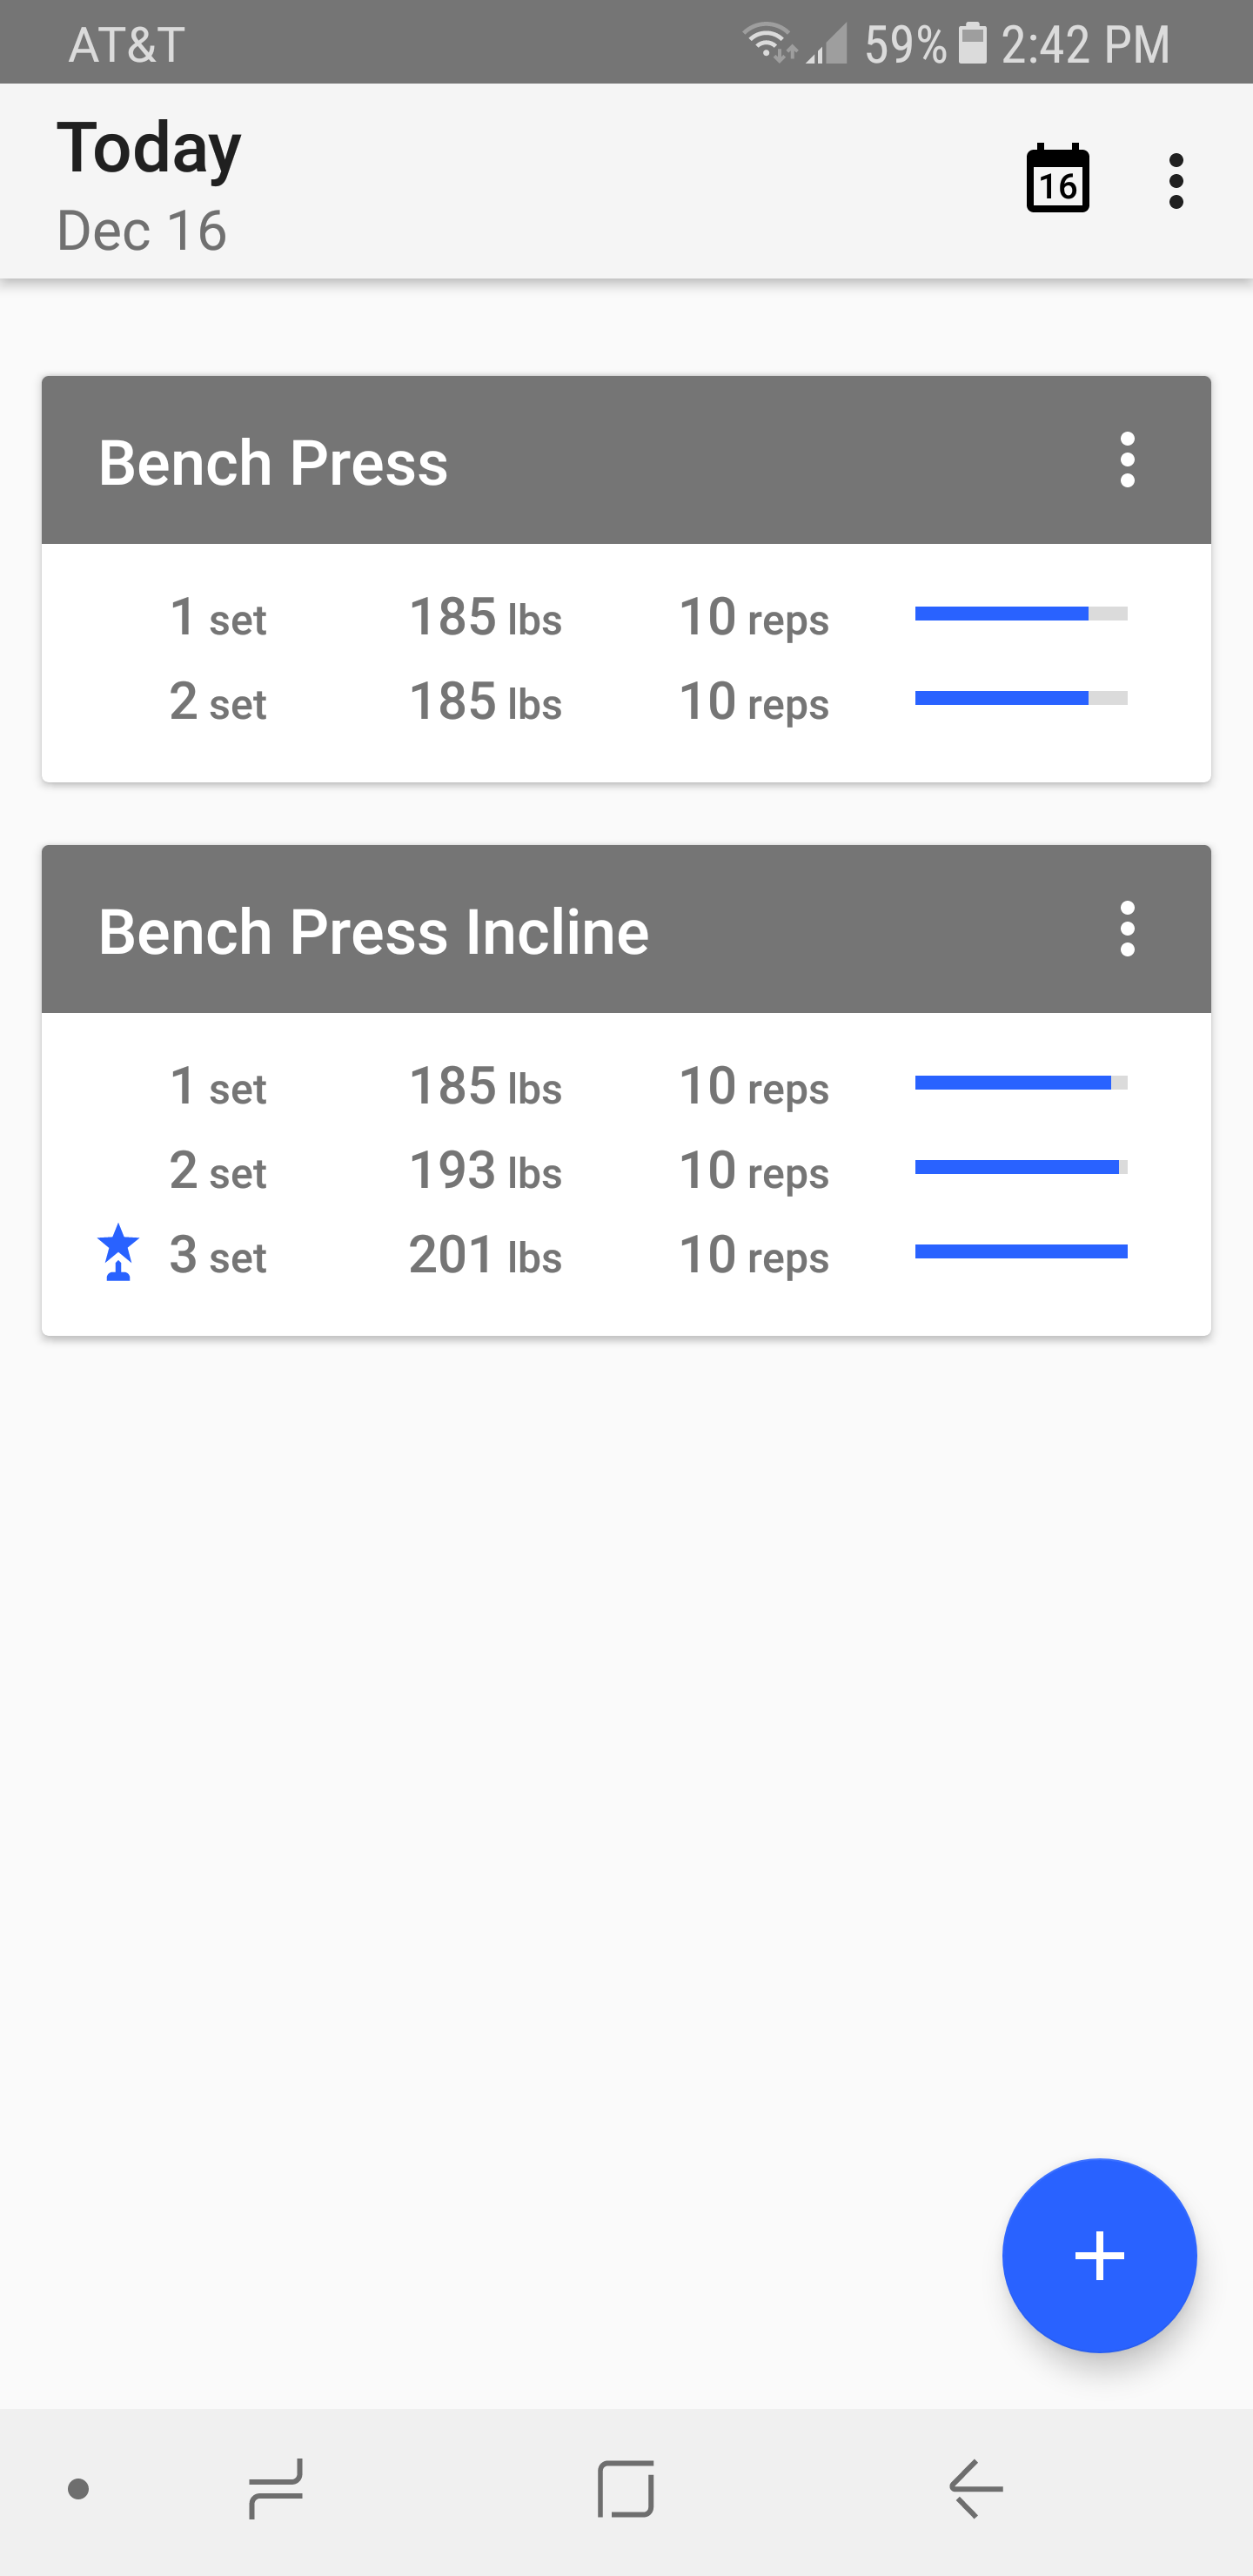 AT&T 59% 2:42 PM
Today
Dec 16
16
Bench Press
1 set 185 lbs 10 reps
2 set 185 lbs 10 reps
Bench Press Incline
1 set 185 lbs 10 reps
2 set 193 lbs 10 reps
3 set 201 lbs 10 reps